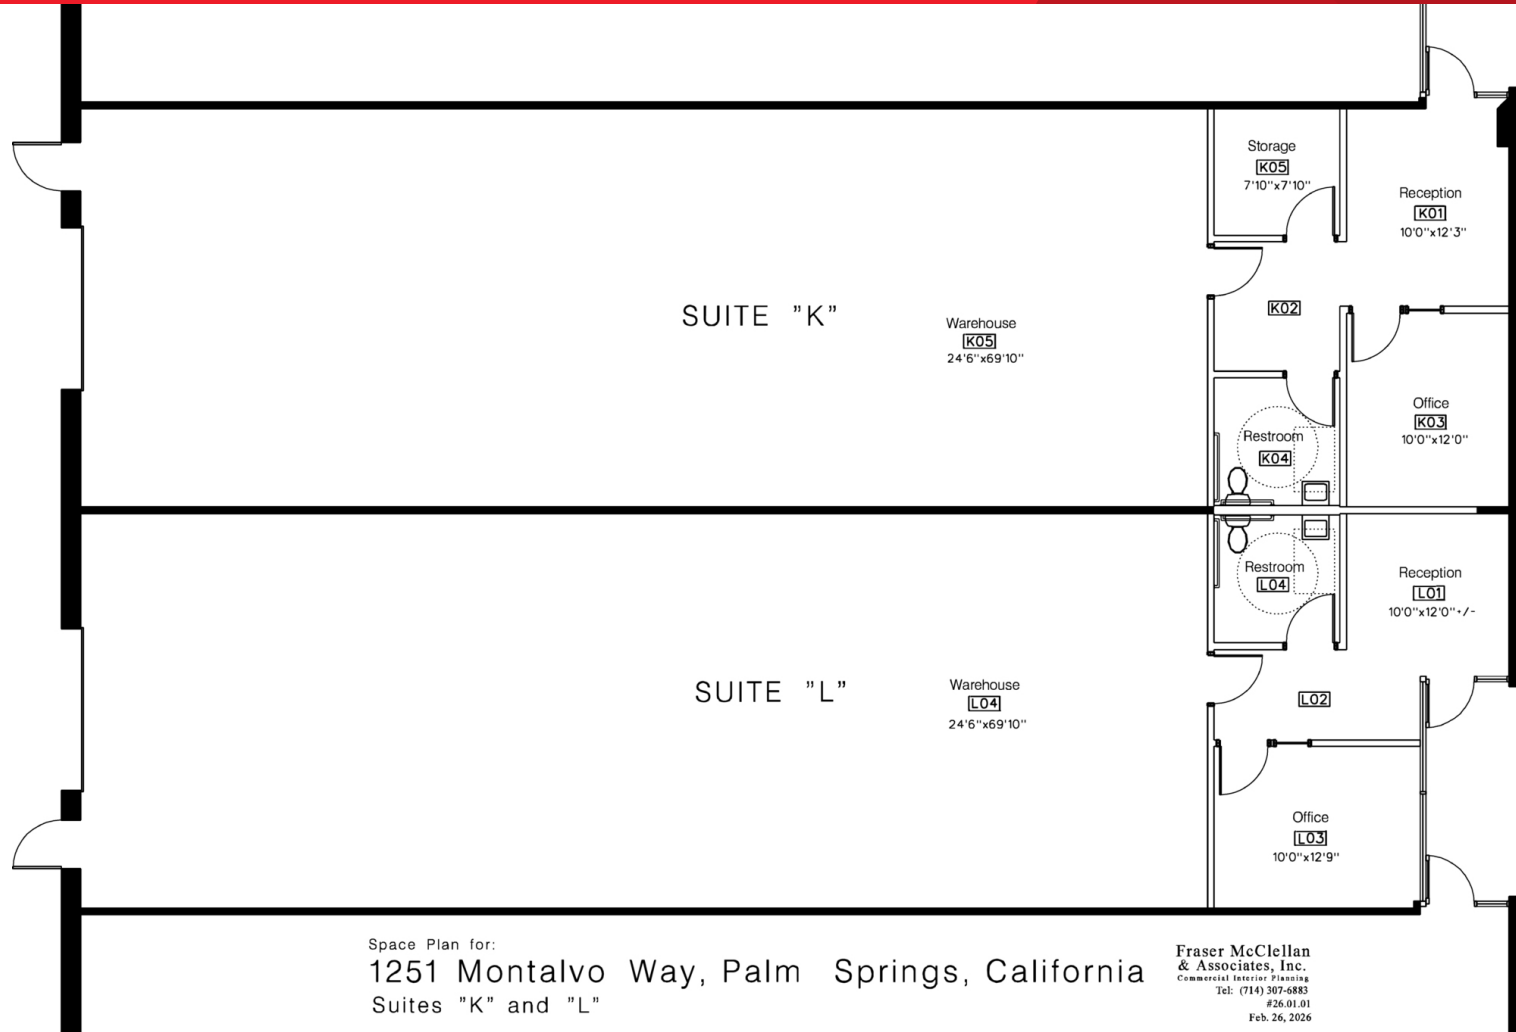 Storage
K05
7'10"x7'10"
Reception
K01
10'0"x12'3"
SUITE "K"
Warehouse
K05
24'6"x69'10"
K02
Office
K03
10'0"x12'0"
Restroom
K04
Restroom
L04
Reception
L01
10'0"x12'0"+/-
SUITE "L"
Warehouse
L04
24'6"x69'10"
L02
Office
L03
10'0"x12'9"
Space Plan for:
1251 Montalvo Way, Palm Springs, California
Suites "K" and "L"
Fraser McClellan
& Associates, Inc.
Commercial Interior Planning
Tel: (714) 307-6883
#26.01.01
Feb. 26, 2026